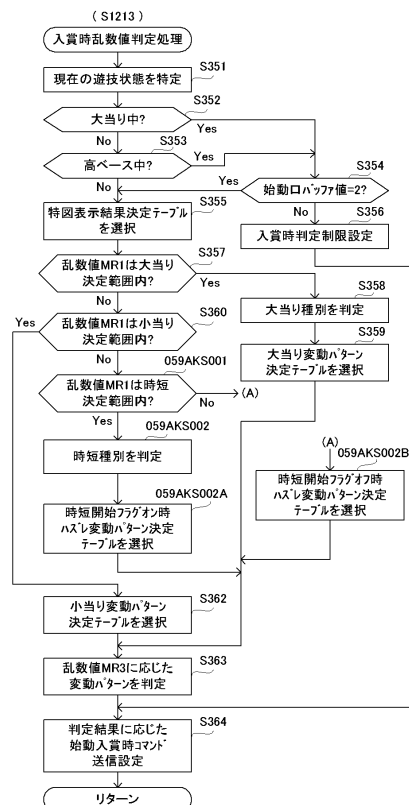 ( S1213 )
入賞時乱数値判定処理
S351
現在の遊技状態を特定
S352
大当り中?
Yes
No
S353
高ベース中?
Yes
No
S354
始動口バッファ値=2?
Yes
No
S355
特図表示結果決定テーブル
を選択
S356
入賞時判定制限設定
S357
乱数値MR1は大当り
決定範囲内?
Yes
No
S358
大当り種別を判定
S359
大当り変動パターン
決定テーブルを選択
S360
乱数値MR1は小当り
決定範囲内?
Yes
No
059AKS001
乱数値MR1は時短
決定範囲内?
No
(A)
Yes
059AKS002
時短種別を判定
059AKS002A
時短開始フラグオン時
ハズレ変動パターン決定
テーブルを選択
(A)
059AKS002B
時短開始フラグオフ時
ハズレ変動パターン決定
テーブルを選択
S362
小当り変動パターン
決定テーブルを選択
S363
乱数値MR3に応じた
変動パターンを判定
S364
判定結果に応じた
始動入賞時コマンド
送信設定
リターン